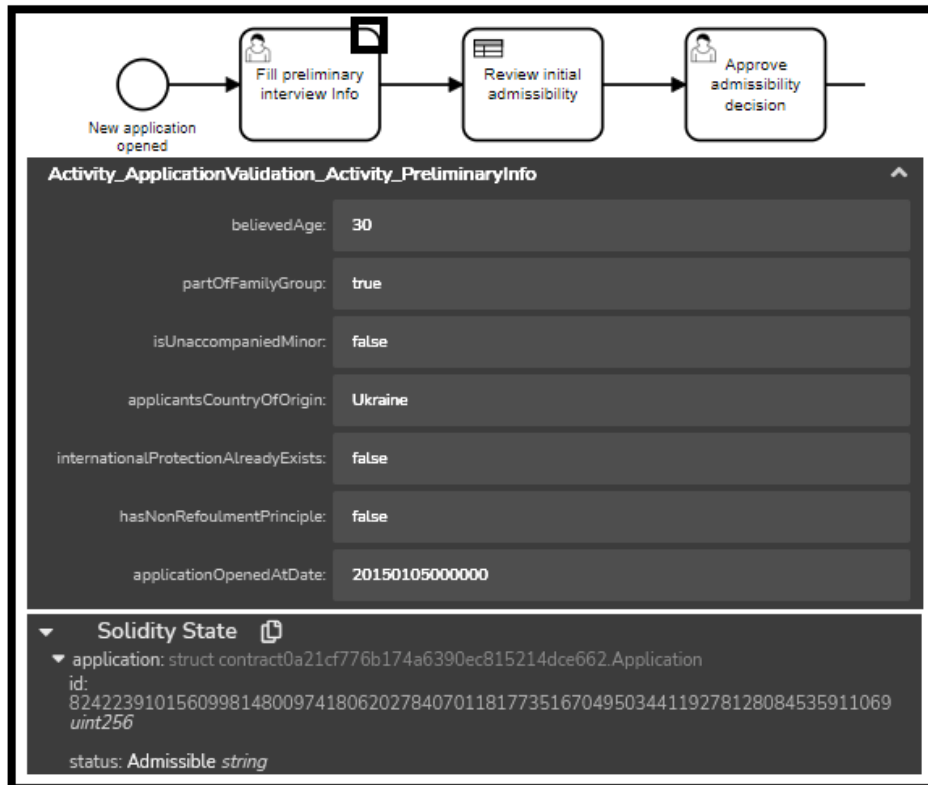 Fill preliminary
interview Info
Review initial
admissibility
Approve
admissibility
decision
New application
opened
Activity_ApplicationValidation_Activity_PreliminaryInfo
believedAge: 30
partOfFamilyGroup: true
isUnaccompaniedMinor: false
applicantsCountryOfOrigin: Ukraine
internationalProtectionAlreadyExists: false
hasNonRefoulmentPrinciple: false
applicationOpenedAtDate: 20150105000000
Solidity State
application: struct contract0a21cf776b174a6390ec815214dce662.Application
id:
82422391015609981480097418062027840701181773516704950344119278128084535911069
uint256
status: Admissible string